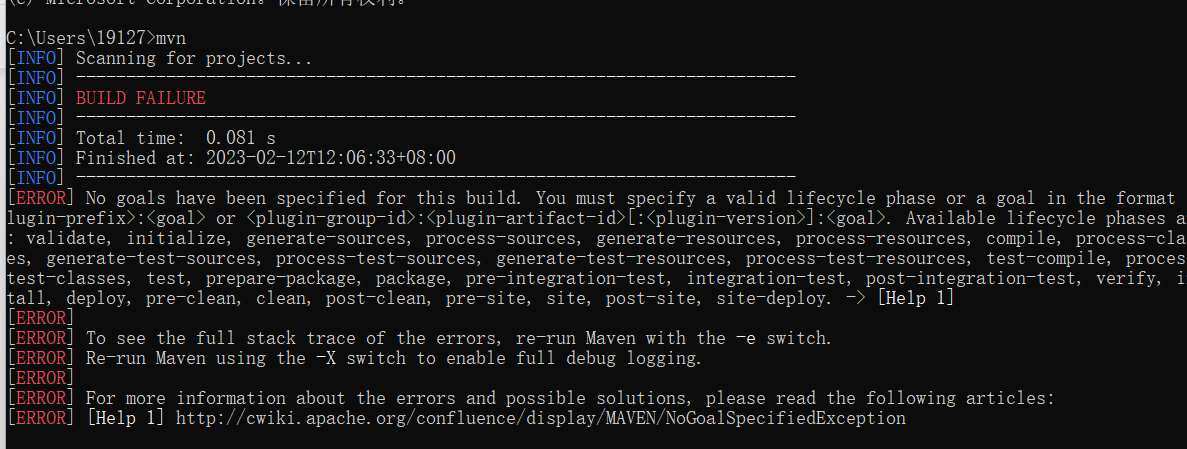 (c) Microsoft Corporation。保留所有权利。
C:\Users\19127>mvn
[INFO] Scanning for projects...
[INFO] ------------------------------------------------------------------------
[INFO] BUILD FAILURE
[INFO] ------------------------------------------------------------------------
[INFO] Total time:  0.081 s
[INFO] Finished at: 2023-02-12T12:06:33+08:00
[INFO] ------------------------------------------------------------------------
[ERROR] No goals have been specified for this build. You must specify a valid lifecycle phase or a goal in the format
lugin-prefix>:<goal> or <plugin-group-id>:<plugin-artifact-id>[:<plugin-version>]:<goal>. Available lifecycle phases a
: validate, initialize, generate-sources, process-sources, generate-resources, process-resources, compile, process-cla
es, generate-test-sources, process-test-sources, generate-test-resources, process-test-resources, test-compile, proces
test-classes, test, prepare-package, package, pre-integration-test, integration-test, post-integration-test, verify, i
tall, deploy, pre-clean, clean, post-clean, pre-site, site, post-site, site-deploy. -> [Help 1]
[ERROR]
[ERROR] To see the full stack trace of the errors, re-run Maven with the -e switch.
[ERROR] Re-run Maven using the -X switch to enable full debug logging.
[ERROR]
[ERROR] For more information about the errors and possible solutions, please read the following articles:
[ERROR] [Help 1] http://cwiki.apache.org/confluence/display/MAVEN/NoGoalSpecifiedException